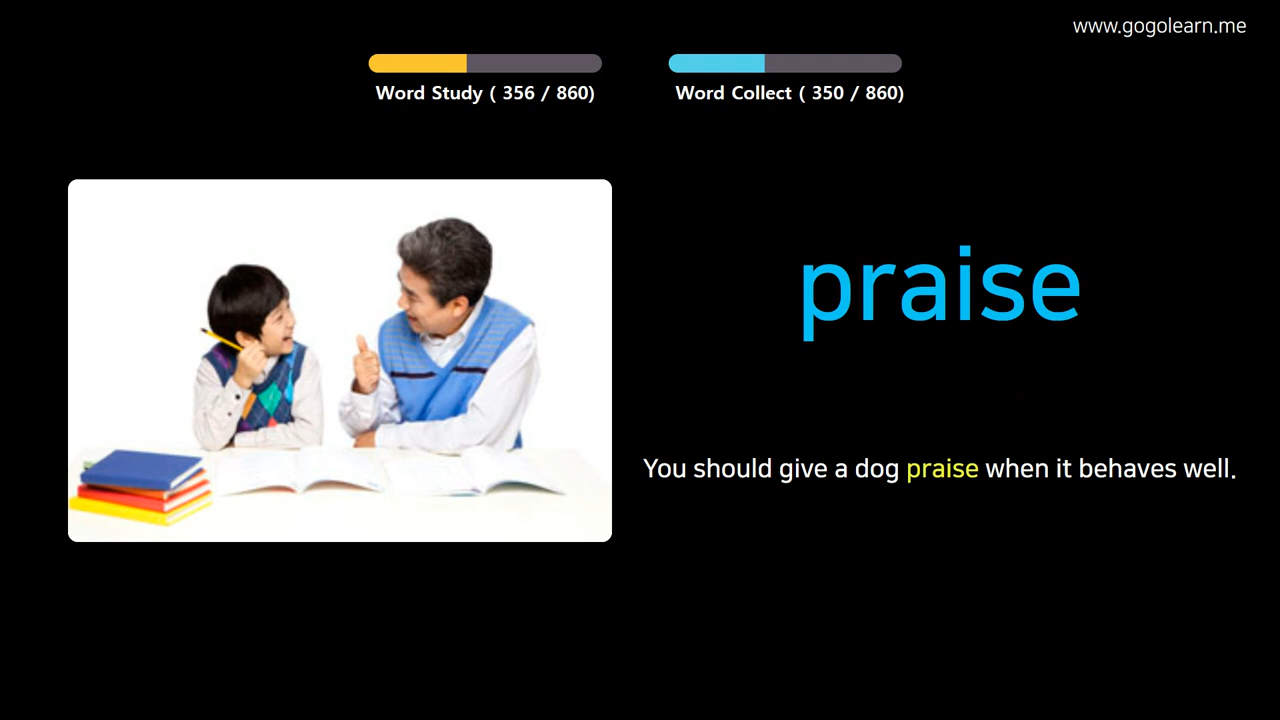 www.gogolearn.me
Word Study ( 356 / 860)
Word Collect ( 350 / 860)
praise
You should give a dog praise when it behaves well.